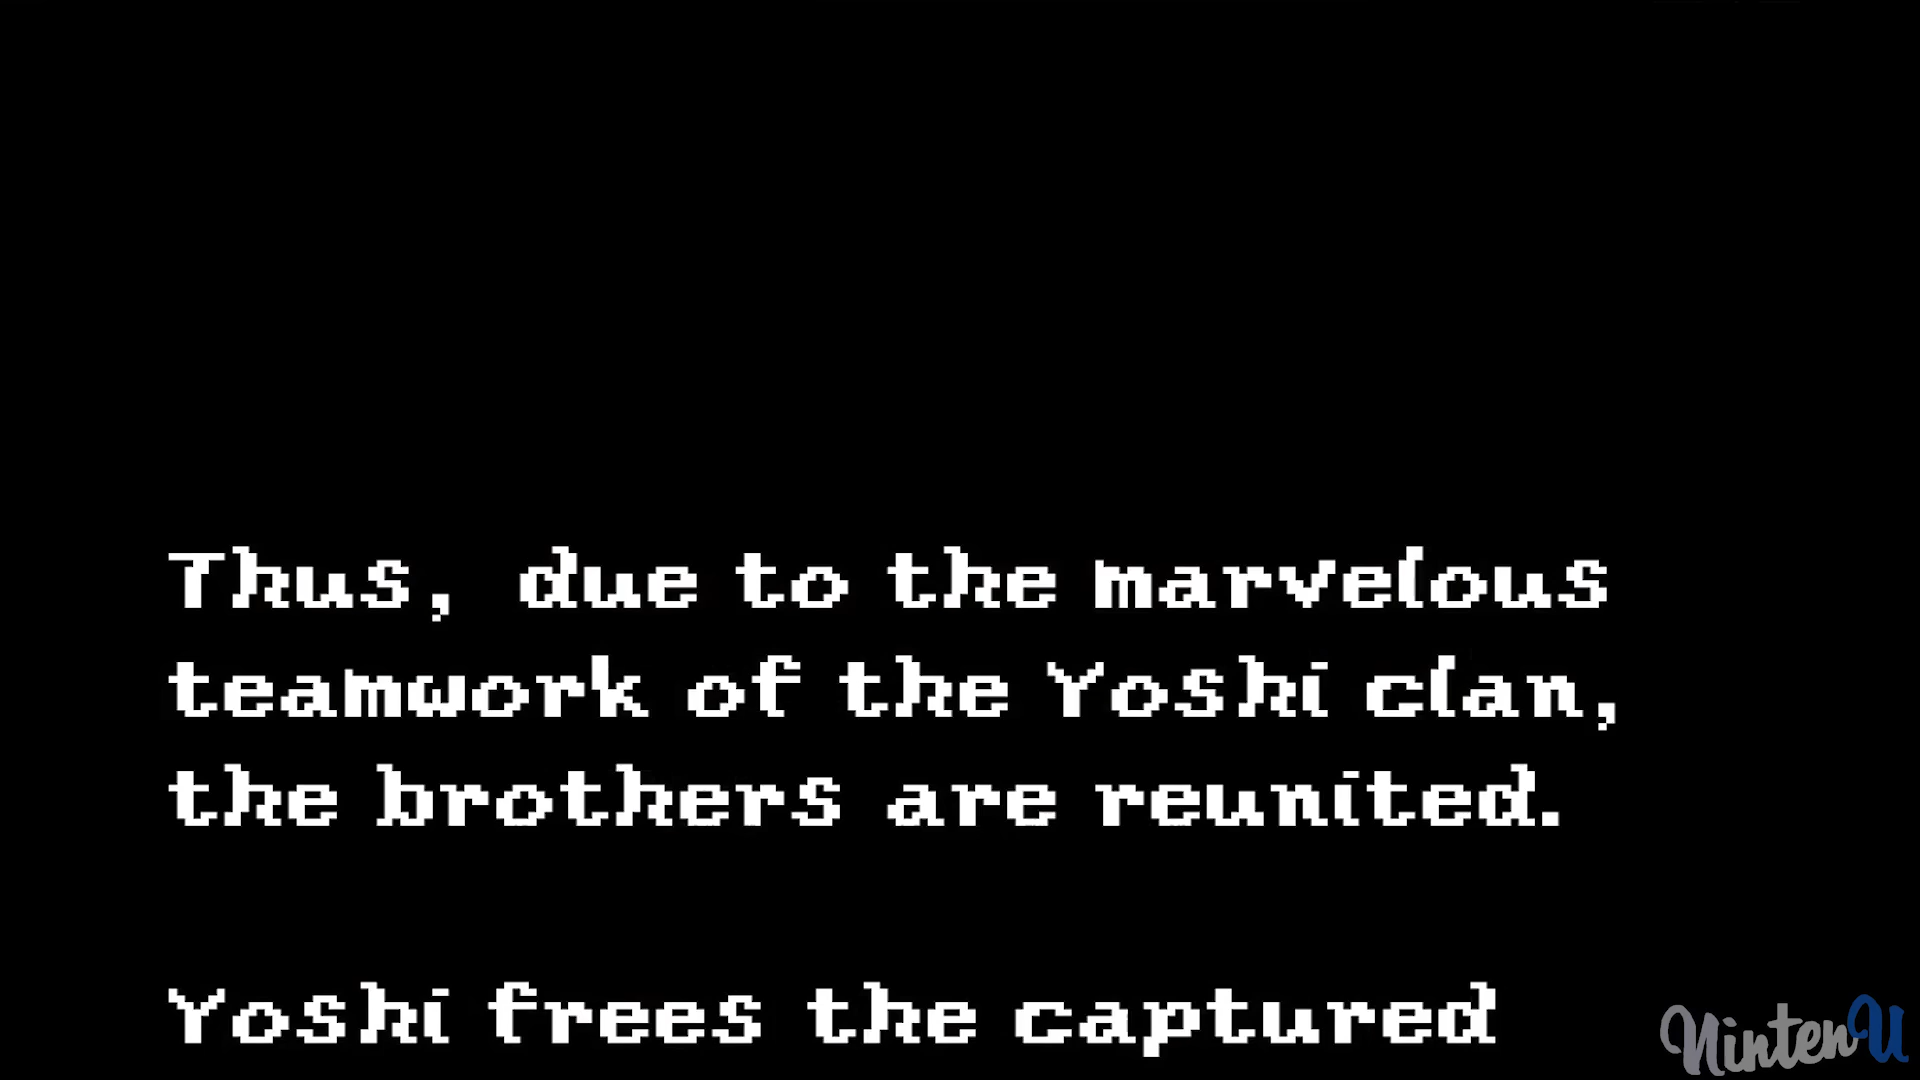 Thus, due to the marvelous
teamwork of the Yoshi clan,
the brothers are reunited.
Yoshi frees the captured
NintenU